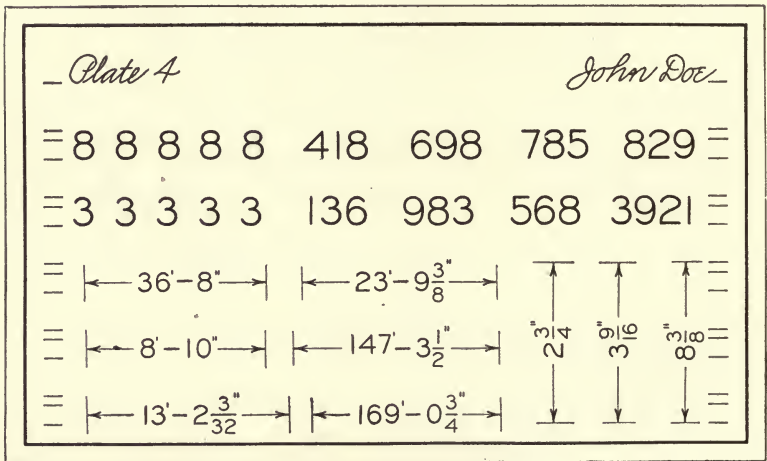 Plate 4 John Doe
8 8 8 8 8 418 698 785 829
3 3 3 3 3 136 983 568 3921
36'-8" 23'-9 3/8"
8'-10" 147'-3 1/2" 2 3/4" 3 9/16" 8 3/8"
13'-2 3/32" 169'-0 3/4"